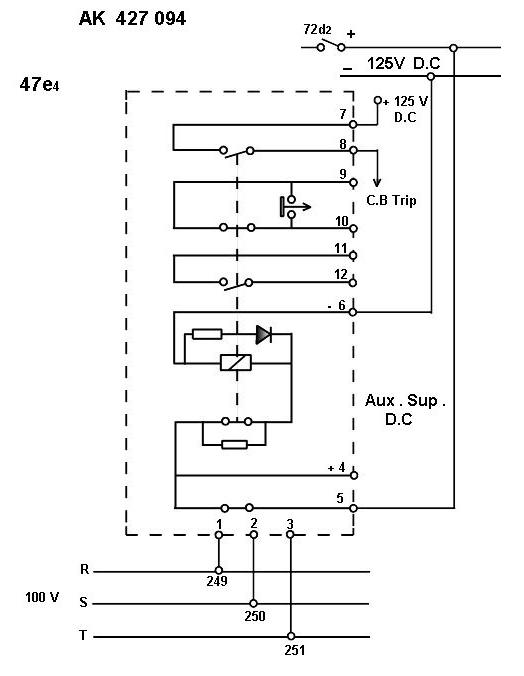 AK 427 094
72d2 +
– 125V D.C
47e4
7 + 125 V
D.C
8
9
C.B Trip
10
11
12
- 6
Aux . Sup .
D.C
+ 4
5
1 2 3
R
249
100 V S
250
T
251